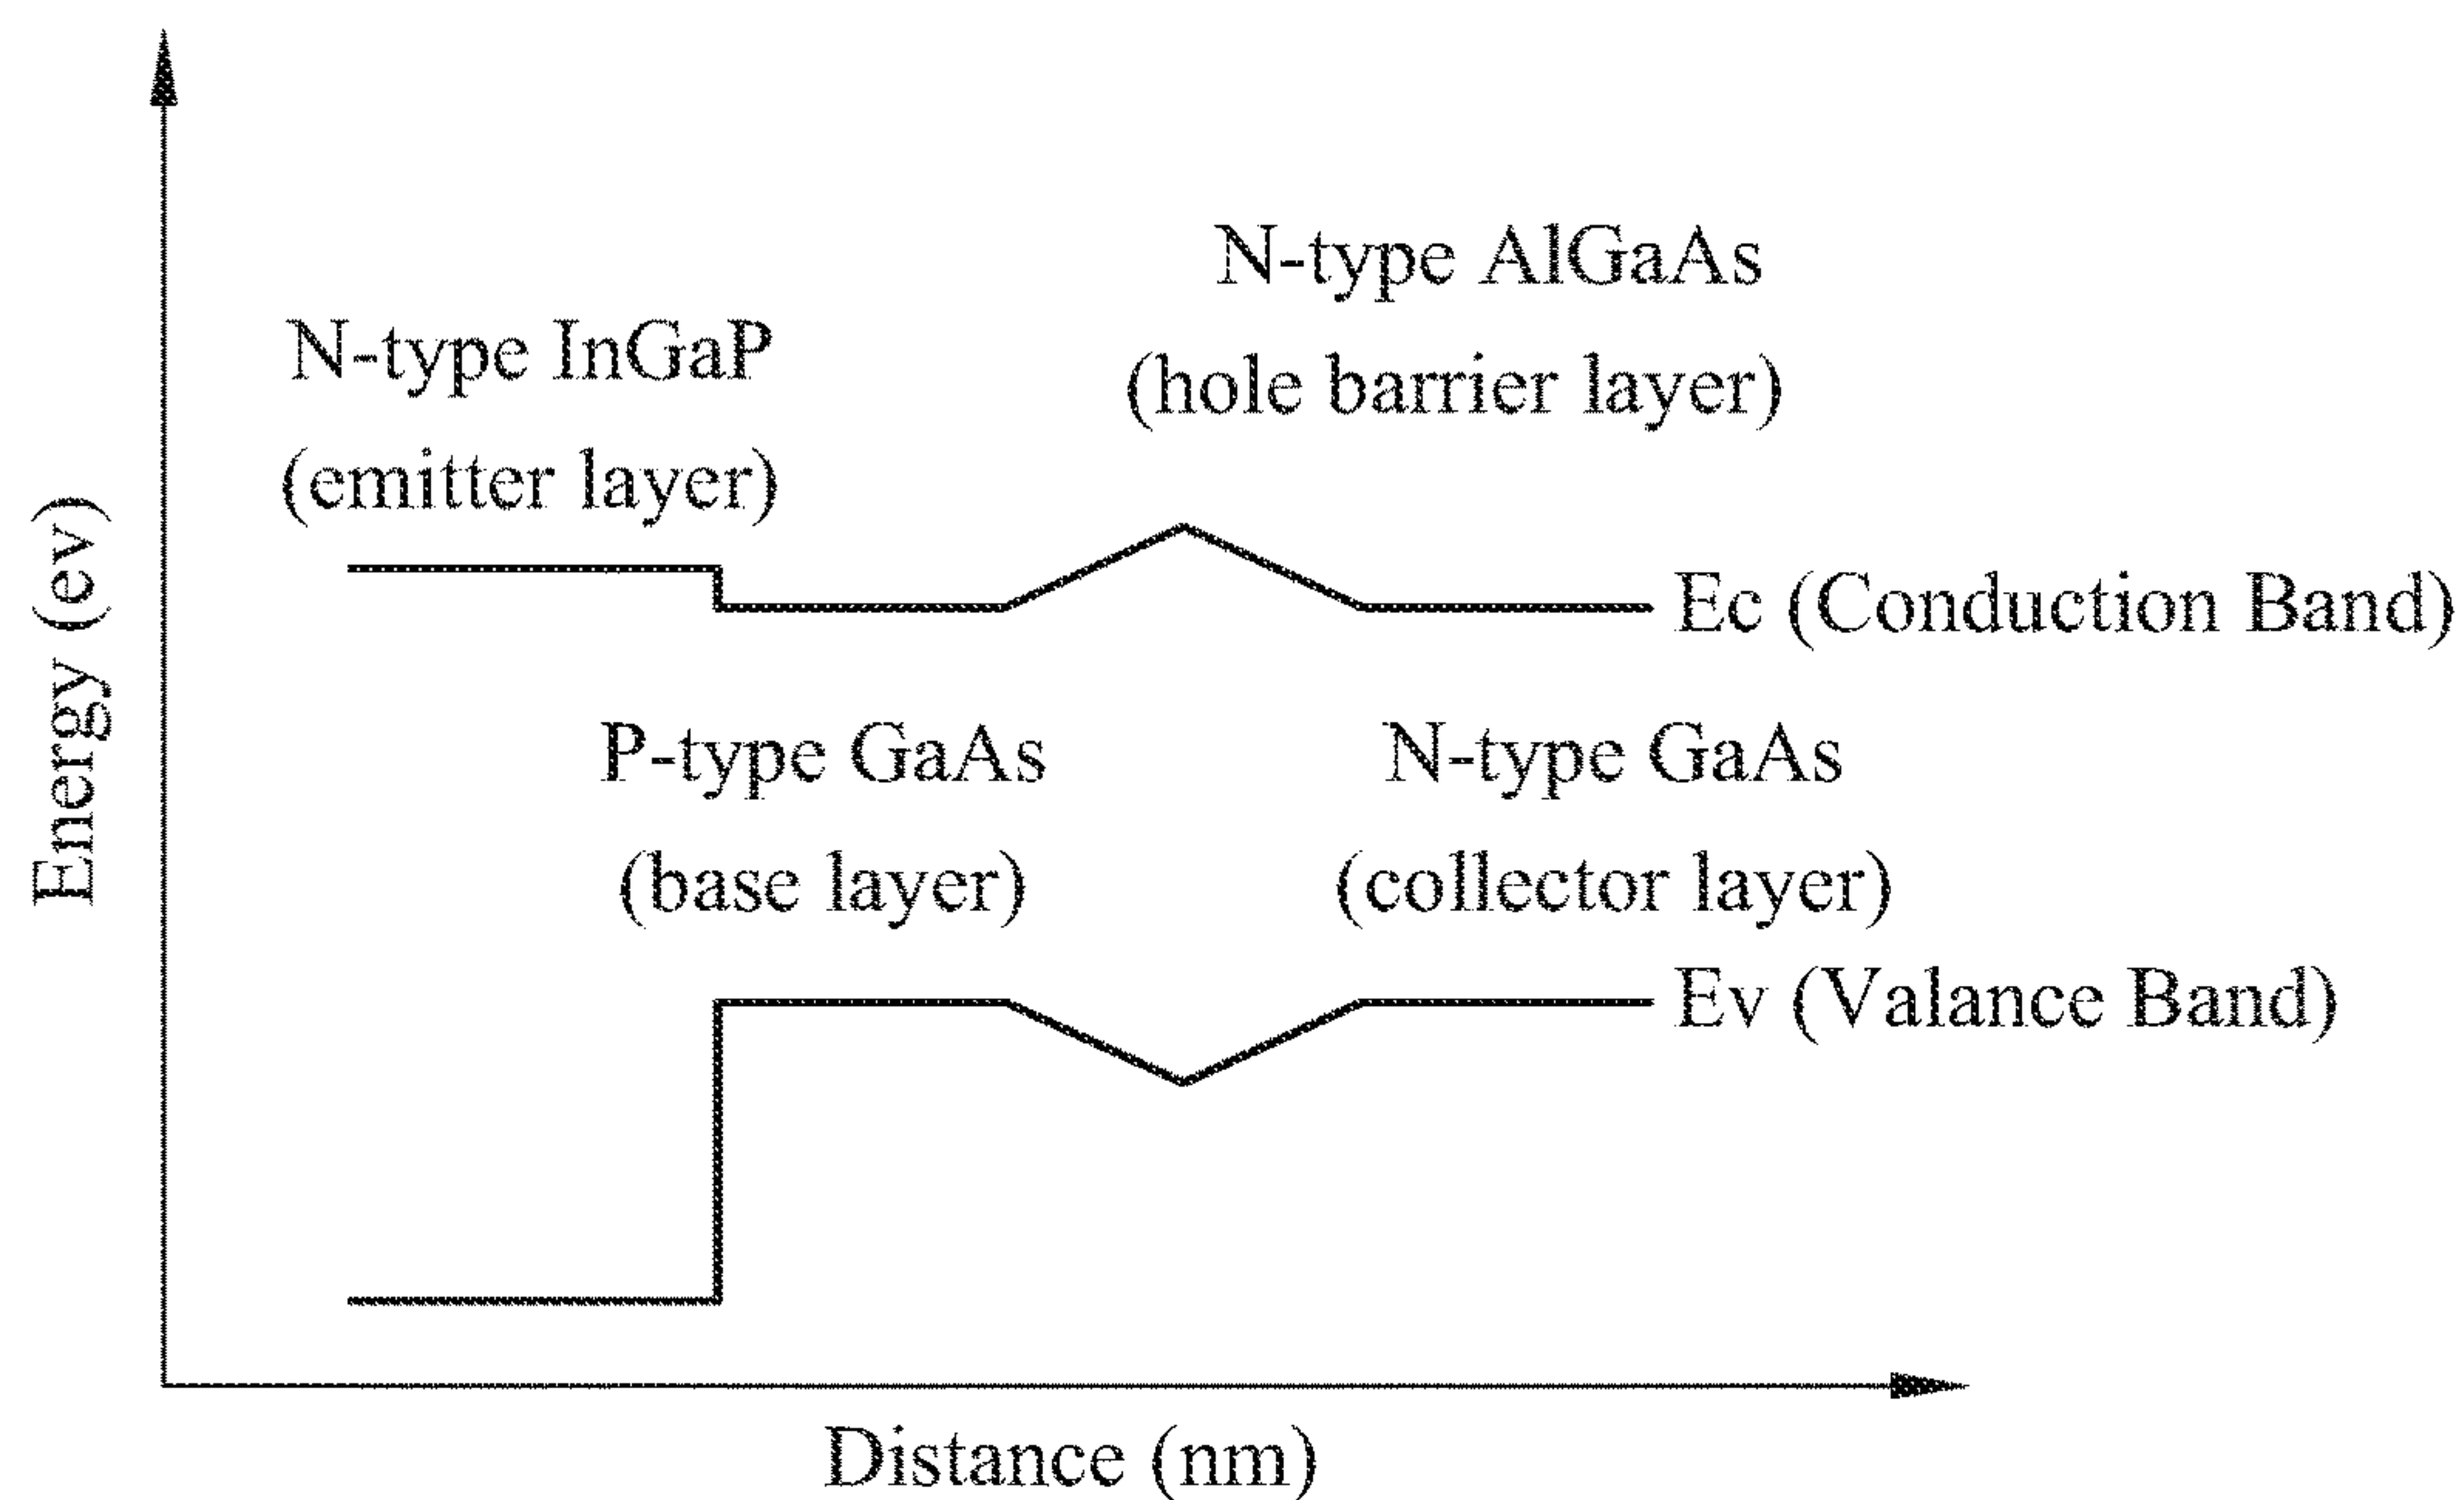 N-type AlGaAs
(hole barrier layer)
N-type InGaP
(emitter layer)
Ec (Conduction Band)
P-type GaAs
(base layer)
N-type GaAs
(collector layer)
Ev (Valance Band)
Energy (ev)
Distance (nm)